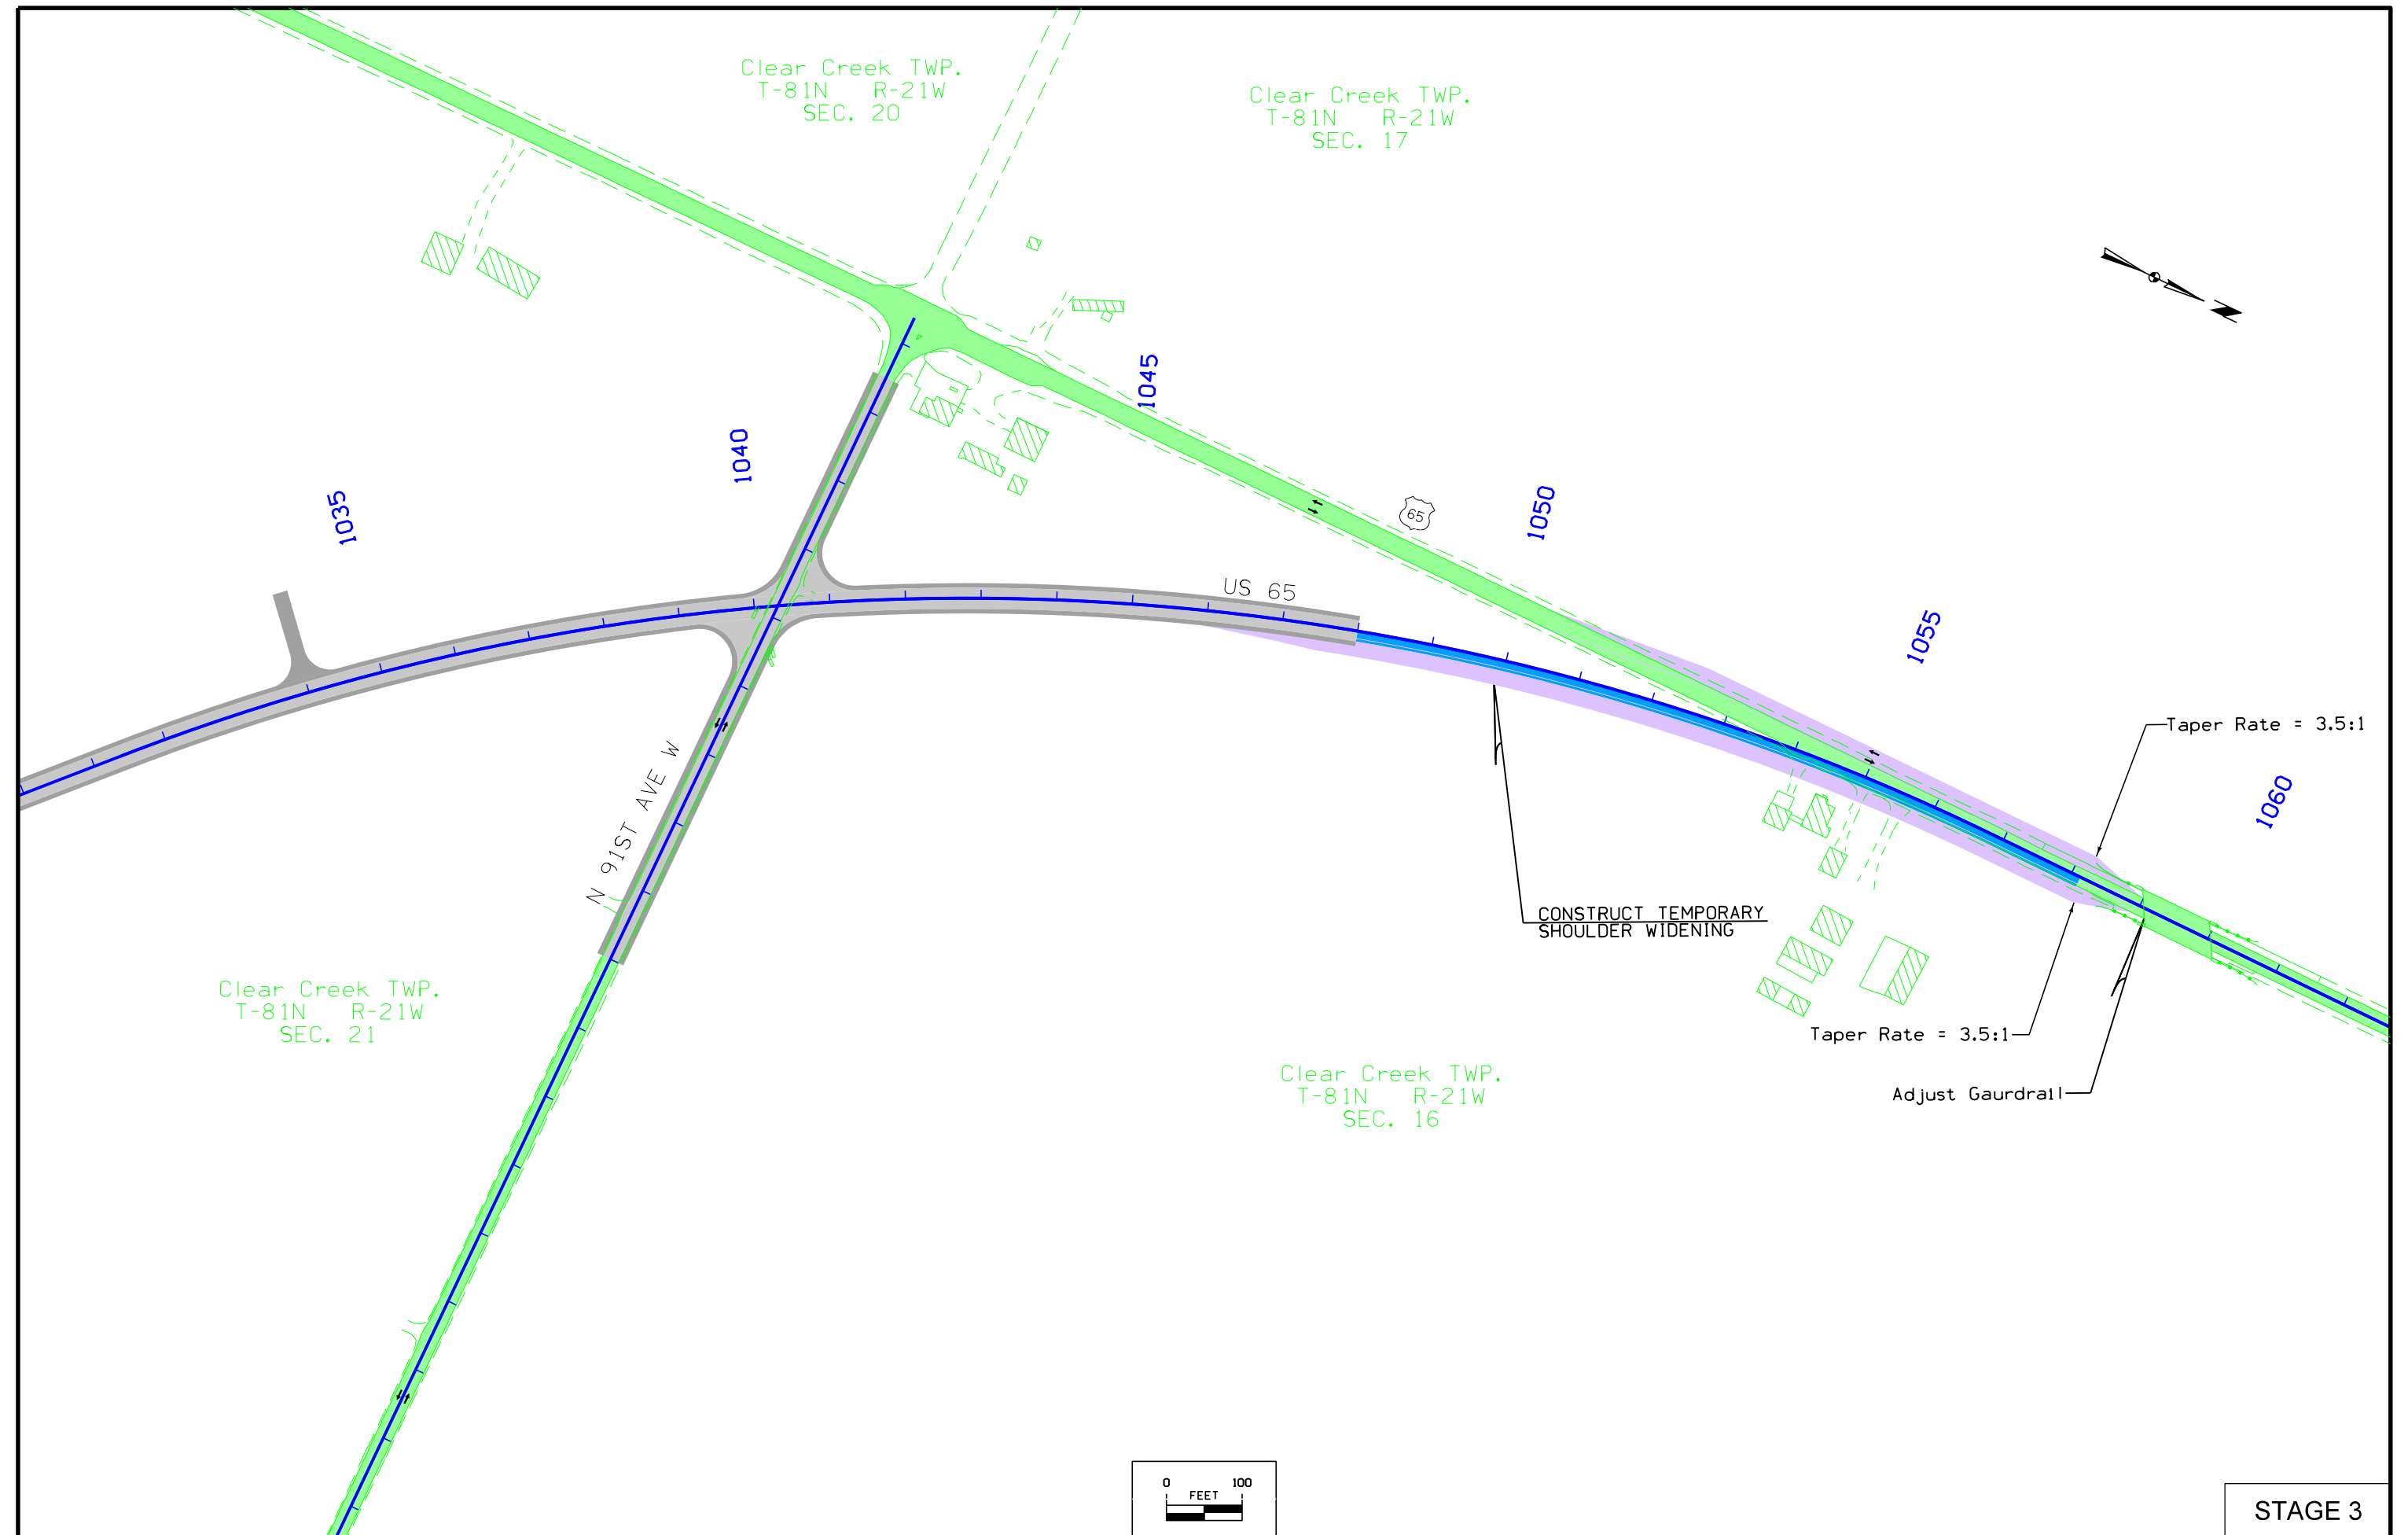 Clear Creek TWP.
T-81N R-21W
SEC. 20
Clear Creek TWP.
T-81N R-21W
SEC. 17
N
1045
1040
1035
65
1050
US 65
1055
Taper Rate = 3.5:1
1060
N 91ST AVE W
CONSTRUCT TEMPORARY
SHOULDER WIDENING
Clear Creek TWP.
T-81N R-21W
SEC. 21
Taper Rate = 3.5:1
Clear Creek TWP.
T-81N R-21W
SEC. 16
Adjust Gaurdrail
0 100
FEET
STAGE 3